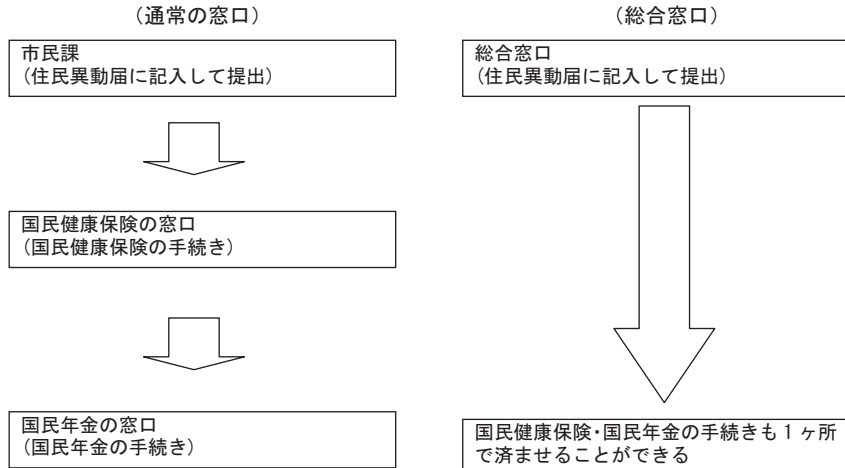 （通常の窓口）
市民課
（住民異動届に記入して提出）
国民健康保険の窓口
（国民健康保険の手続き）
国民年金の窓口
（国民年金の手続き）
（総合窓口）
総合窓口
（住民異動届に記入して提出）
国民健康保険・国民年金の手続きも１ヶ所
で済ませることができる